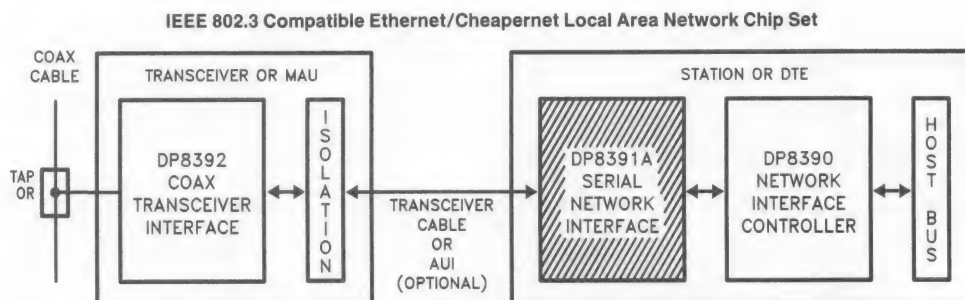 IEEE 802.3 Compatible Ethernet/Cheapernet Local Area Network Chip Set
COAX
CABLE
TAP
OR
TRANSCEIVER OR MAU
DP8392
COAX
TRANSCEIVER
INTERFACE
ISOLATION
TRANSCEIVER
CABLE
OR
AUI
(OPTIONAL)
STATION OR DTE
DP8391A
SERIAL
NETWORK
INTERFACE
DP8390
NETWORK
INTERFACE
CONTROLLER
HOST BUS